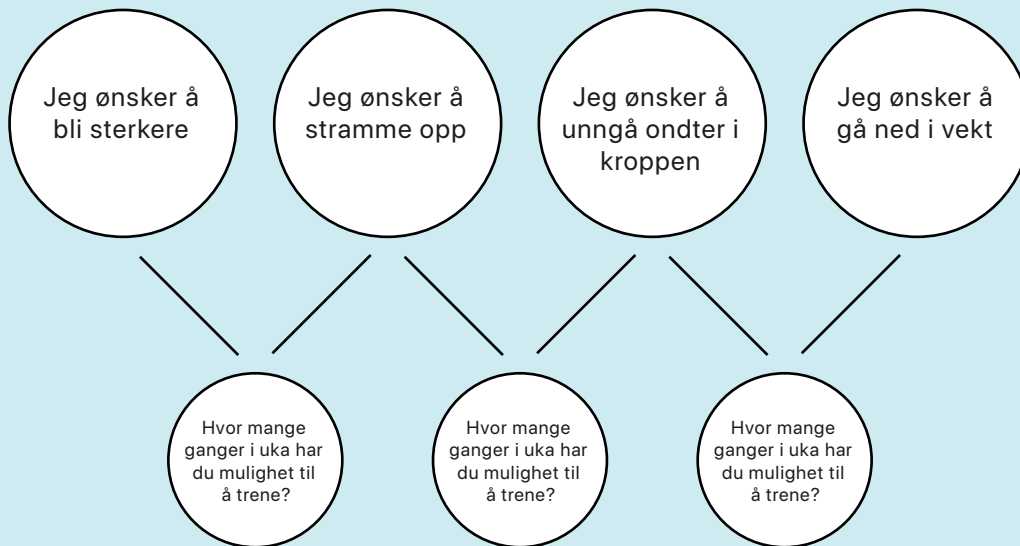 Jeg ønsker å
bli sterkere
Jeg ønsker å
stramme opp
Jeg ønsker å
unngå ondter i
kroppen
Jeg ønsker å
gå ned i vekt
Hvor mange
ganger i uka har
du mulighet til
å trene?
Hvor mange
ganger i uka har
du mulighet til
å trene?
Hvor mange
ganger i uka har
du mulighet til
å trene?